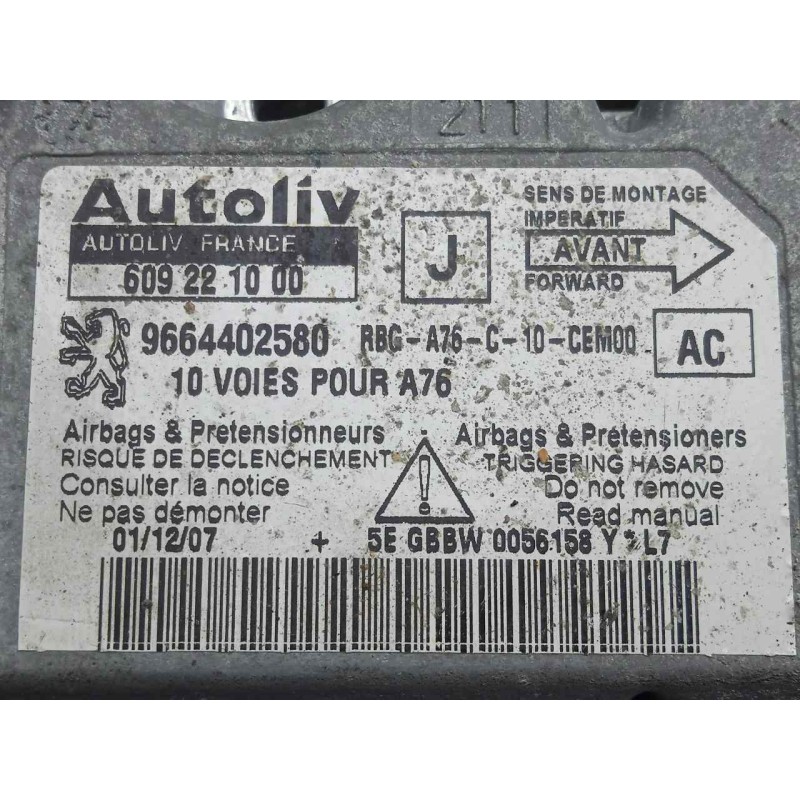 2111
Autoliv
AUTOLIV FRANCE
609 22 10 00
J
SENS DE MONTAGE
IMPERATIF
AVANT
FORWARD
9664402580 RBG-A76-C-10-CEM00
AC
10 VOIES POUR A76
Airbags & Pretensionneurs
RISQUE DE DECLENCHEMENT
Consulter la notice
Ne pas démonter
!
Airbags & Pretensioners
TRIGGERING HASARD
Do not remove
Read manual
01/12/07 + 5E GBBW 0056158 Y * L7